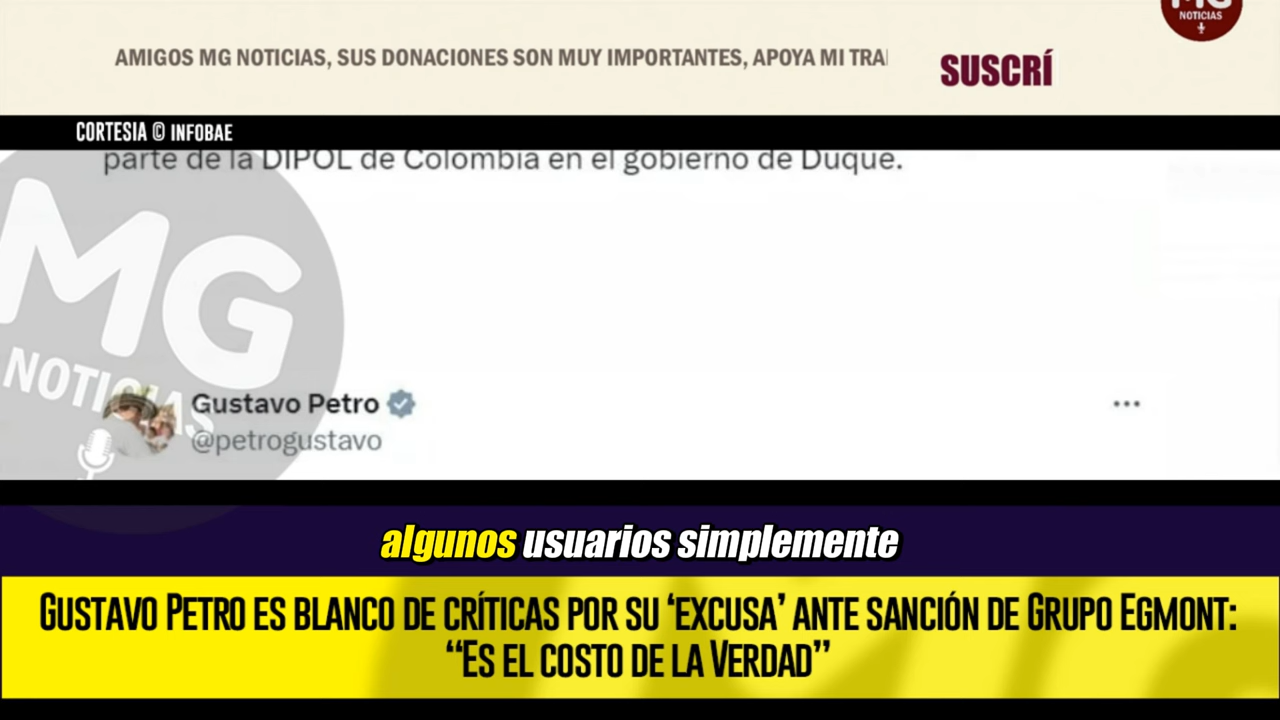 MG
NOTICIAS
AMIGOS MG NOTICIAS, SUS DONACIONES SON MUY IMPORTANTES, APOYA MI TRA
SUSCRÍ
CORTESIA © INFOBAE
parte de la DIPOL de Colombia en el gobierno de Duque.
MG
NOTICIAS
Gustavo Petro
@petrogustavo
algunos usuarios simplemente
GUSTAVO PETRO ES BLANCO DE CRÍTICAS POR SU ‘EXCUSA’ ANTE SANCIÓN DE GRUPO EGMONT:
“ES EL COSTO DE LA VERDAD”